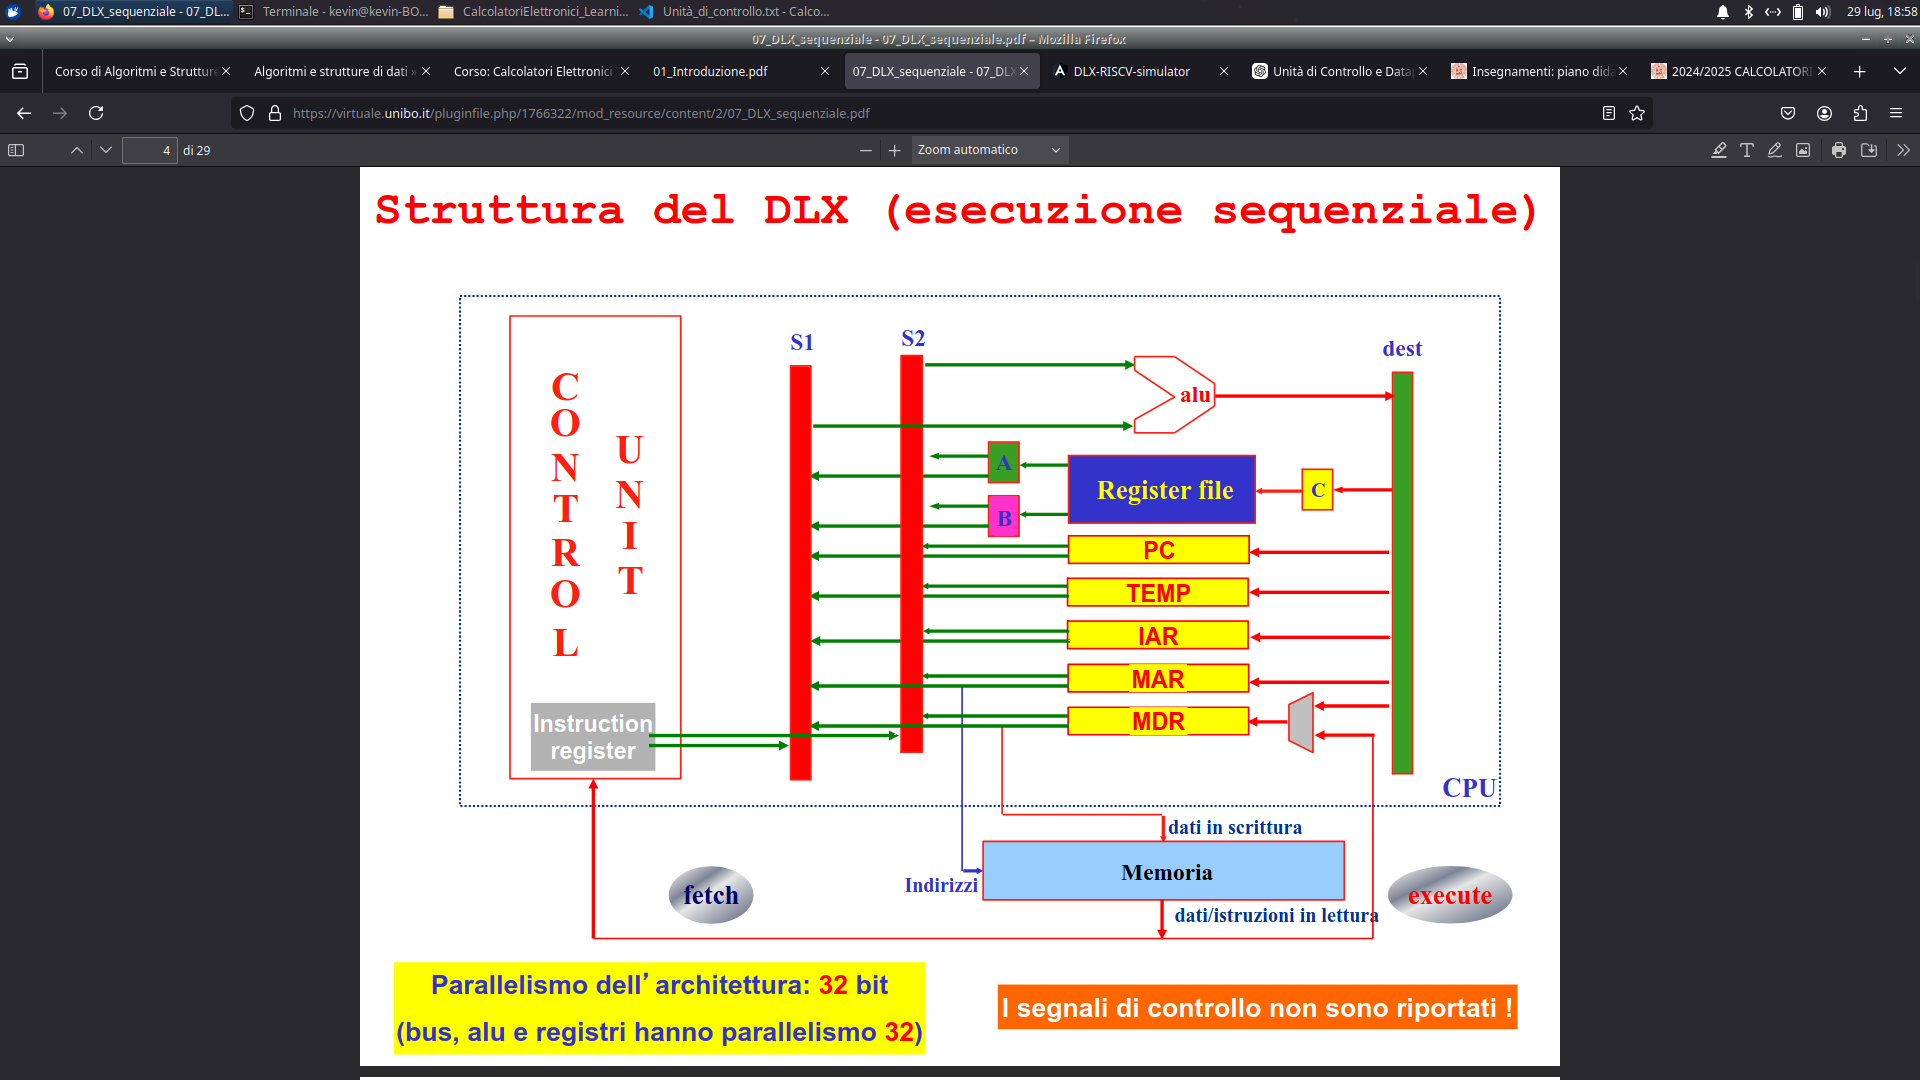 07_DLX_sequenziale - 07_DL...
Terminale - kevin@kevin-BO...
CalcolatoriElettronici_Learni...
Unità_di_controllo.txt - Calco...
29 lug, 18:58
07_DLX_sequenziale - 07_DLX_sequenziale.pdf – Mozilla Firefox
Corso di Algoritmi e Strutture
Algoritmi e strutture di dati »
Corso: Calcolatori Elettronici
01_Introduzione.pdf
07_DLX_sequenziale - 07_DLX
DLX-RISCV-simulator
Unità di Controllo e Datap
Insegnamenti: piano dida
2024/2025 CALCOLATORI
https://virtuale.unibo.it/pluginfile.php/1766322/mod_resource/content/2/07_DLX_sequenziale.pdf
4 di 29
Zoom automatico
Struttura del DLX (esecuzione sequenziale)
CONTROL
UNIT
S1
S2
dest
alu
A
B
Register file
C
PC
TEMP
IAR
MAR
MDR
Instruction
register
CPU
dati in scrittura
Memoria
Indirizzi
fetch
execute
dati/istruzioni in lettura
Parallelismo dell’architettura: 32 bit
(bus, alu e registri hanno parallelismo 32)
I segnali di controllo non sono riportati !